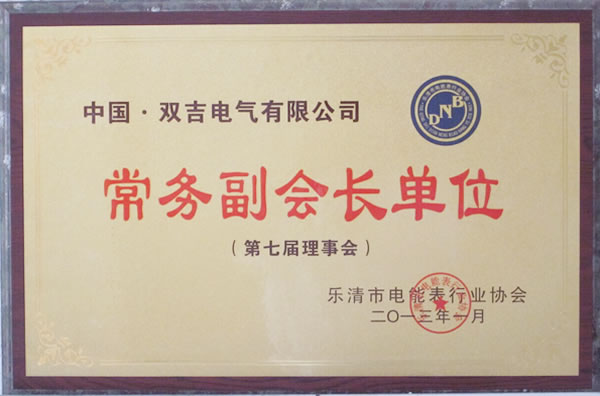 中国·双吉电气有限公司
DNB
常务副会长单位
（第七届理事会）
乐清市电能表行业协会
二〇一三年一月